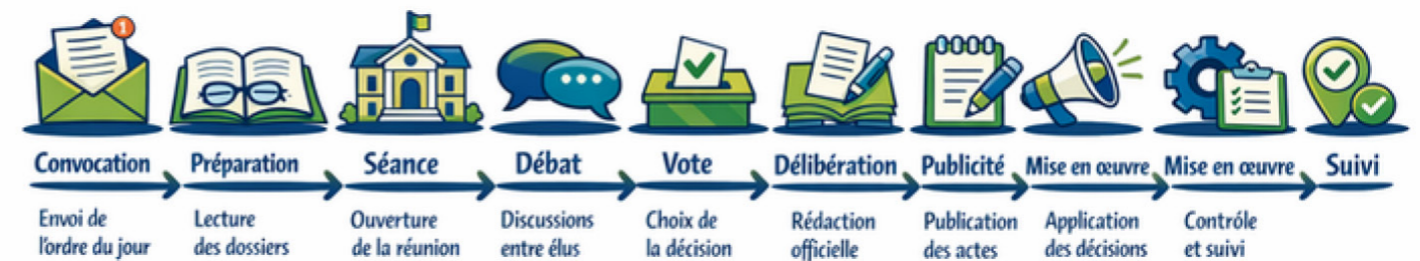 1
Convocation Préparation Séance Débat Vote Délibération Publicité Mise en œuvre Mise en œuvre Suivi
Envoi de
l'ordre du jour
Lecture
des dossiers
Ouverture
de la réunion
Discussions
entre élus
Choix de
la décision
Rédaction
officielle
Publication
des actes
Application
des décisions
Contrôle
et suivi